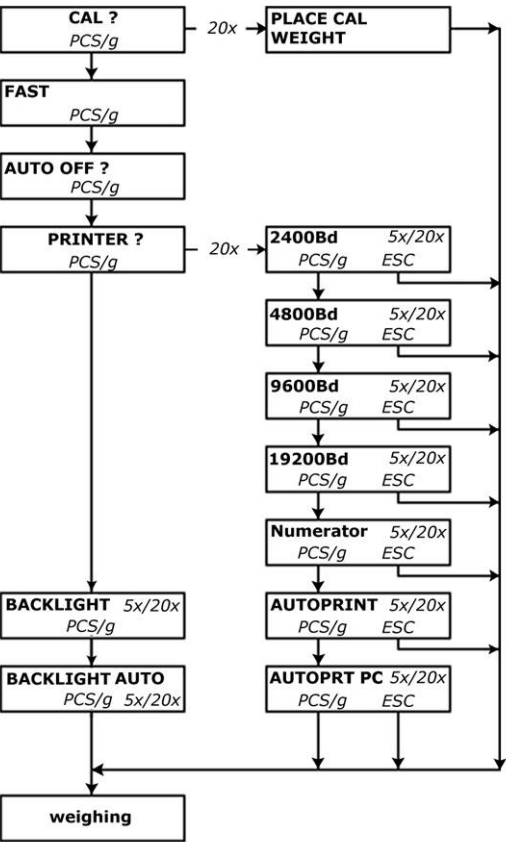 CAL ?
PCS/g
20x
PLACE CAL
WEIGHT
FAST
PCS/g
AUTO OFF ?
PCS/g
PRINTER ?
PCS/g
20x
2400Bd 5x/20x
PCS/g ESC
4800Bd 5x/20x
PCS/g ESC
9600Bd 5x/20x
PCS/g ESC
19200Bd 5x/20x
PCS/g ESC
Numerator 5x/20x
PCS/g ESC
BACKLIGHT 5x/20x
PCS/g
AUTOPRINT 5x/20x
PCS/g ESC
BACKLIGHT AUTO
PCS/g 5x/20x
AUTOPRT PC 5x/20x
PCS/g ESC
weighing